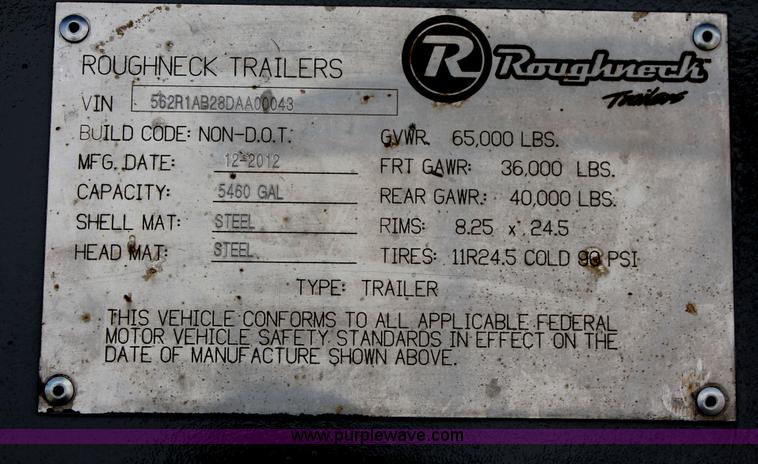 R Roughneck
Trailers
ROUGHNECK TRAILERS
VIN 562R1AB28DAA00043
BUILD CODE: NON-D.O.T.
MFG. DATE: 12-2012
CAPACITY: 5460 GAL
SHELL MAT: STEEL
HEAD MAT: STEEL
GVWR. 65,000 LBS.
FRT GAWR: 36,000 LBS.
REAR GAWR.: 40,000 LBS.
RIMS: 8.25 x 24.5
TIRES: 11R24.5 COLD 90 PSI
TYPE: TRAILER
THIS VEHICLE CONFORMS TO ALL APPLICABLE FEDERAL
MOTOR VEHICLE SAFETY STANDARDS IN EFFECT ON THE
DATE OF MANUFACTURE SHOWN ABOVE.
www.purplewave.com